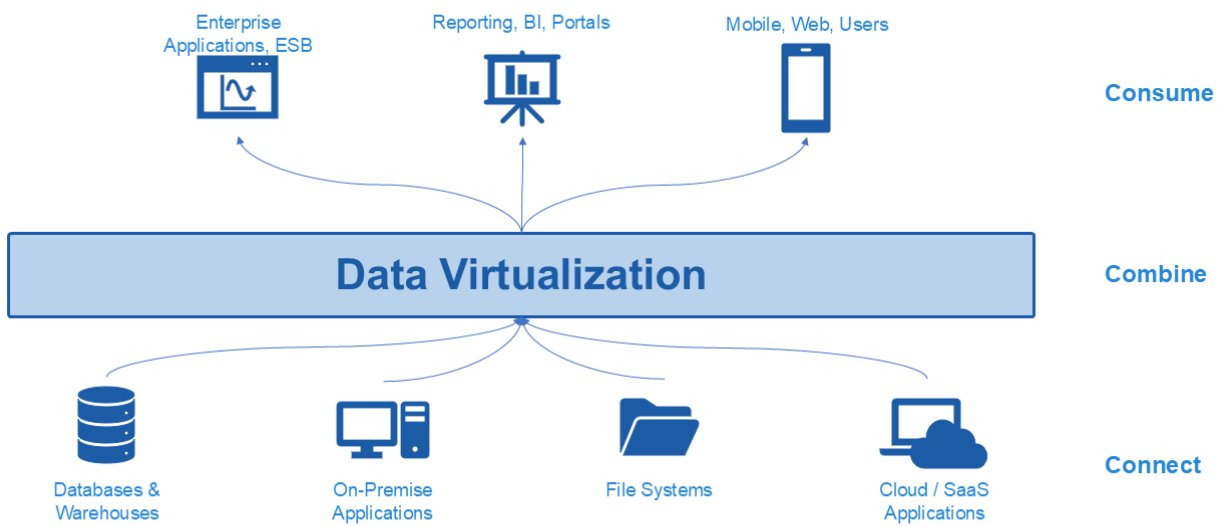 Enterprise
Applications, ESB
Reporting, BI, Portals
Mobile, Web, Users
Consume
Data Virtualization
Combine
Databases &
Warehouses
On-Premise
Applications
File Systems
Cloud / SaaS
Applications
Connect